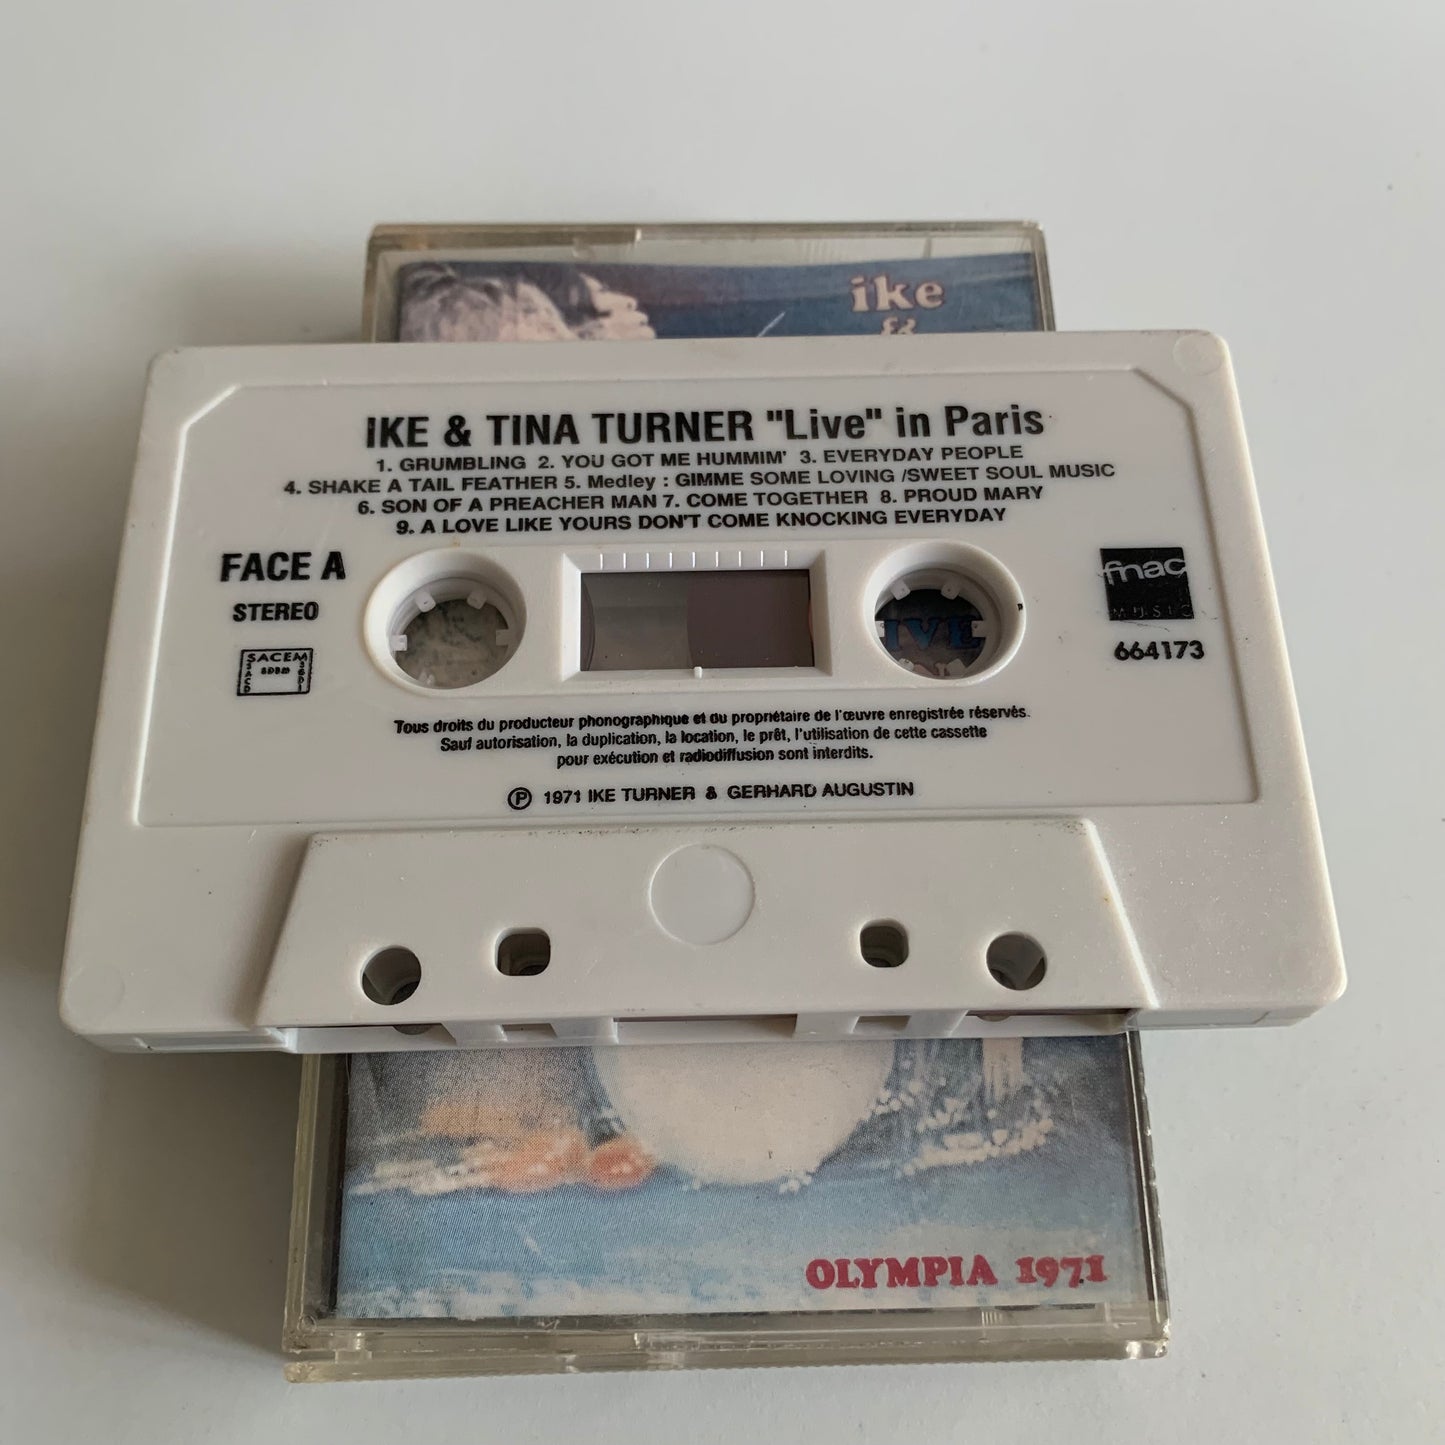 ike
&
IKE & TINA TURNER "Live" in Paris
1. GRUMBLING 2. YOU GOT ME HUMMIM' 3. EVERYDAY PEOPLE
4. SHAKE A TAIL FEATHER 5. Medley : GIMME SOME LOVING /SWEET SOUL MUSIC
6. SON OF A PREACHER MAN 7. COME TOGETHER 8. PROUD MARY
9. A LOVE LIKE YOURS DON'T COME KNOCKING EVERYDAY
FACE A
STEREO
SACEM
SACD
SDRM
SGDL
IVE
fnac
MUSIC
664173
Tous droits du producteur phonographique et du propriétaire de l'œuvre enregistrée réservés.
Sauf autorisation, la duplication, la location, le prêt, l'utilisation de cette cassette
pour exécution et radiodiffusion sont interdits.
℗ 1971 IKE TURNER & GERHARD AUGUSTIN
OLYMPIA 1971